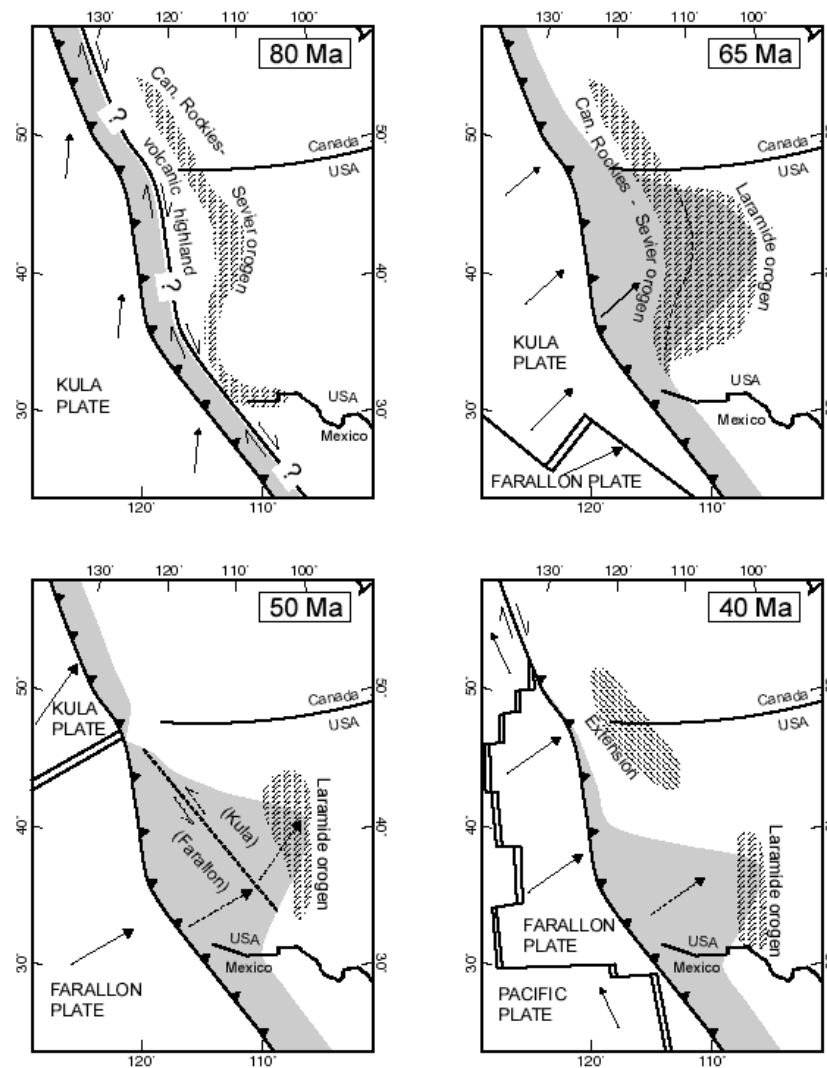 130' 120' 110' 100'
80 Ma
Can. Rockies-
Sevier orogen
volcanic highland
Canada
USA
50'
50'
40'
40'
30'
30'
?
?
?
?
KULA
PLATE
USA
Mexico
120' 110'
130' 120' 110' 100'
65 Ma
Can. Rockies - Sevier orogen
Laramide orogen
Canada
USA
50'
50'
40'
40'
30'
30'
KULA
PLATE
USA
Mexico
FARALLON PLATE
120' 110'
130' 120' 110' 100'
50 Ma
50'
50'
KULA
PLATE
Canada
USA
40'
40'
(Kula)
(Farallon)
Laramide orogen
30'
30'
USA
Mexico
FARALLON
PLATE
120' 110'
130' 120' 110' 100'
40 Ma
50'
50'
Canada
USA
Extension
40'
40'
Laramide orogen
30'
30'
FARALLON
PLATE
USA
Mexico
PACIFIC
PLATE
120' 110'